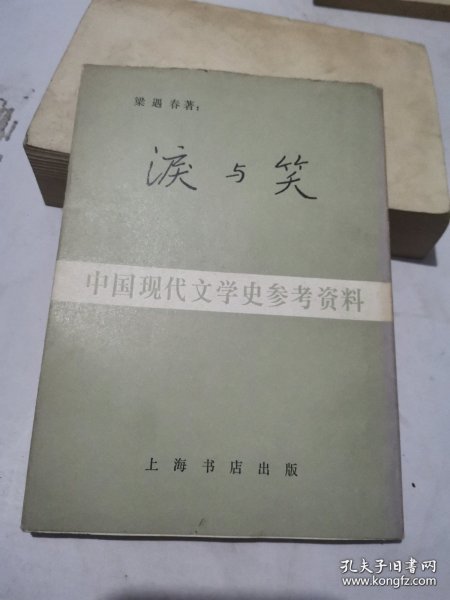 梁遇春著：
淚与笑
中国现代文学史参考资料
上海书店出版
孔夫子旧书网
www.kongfz.com